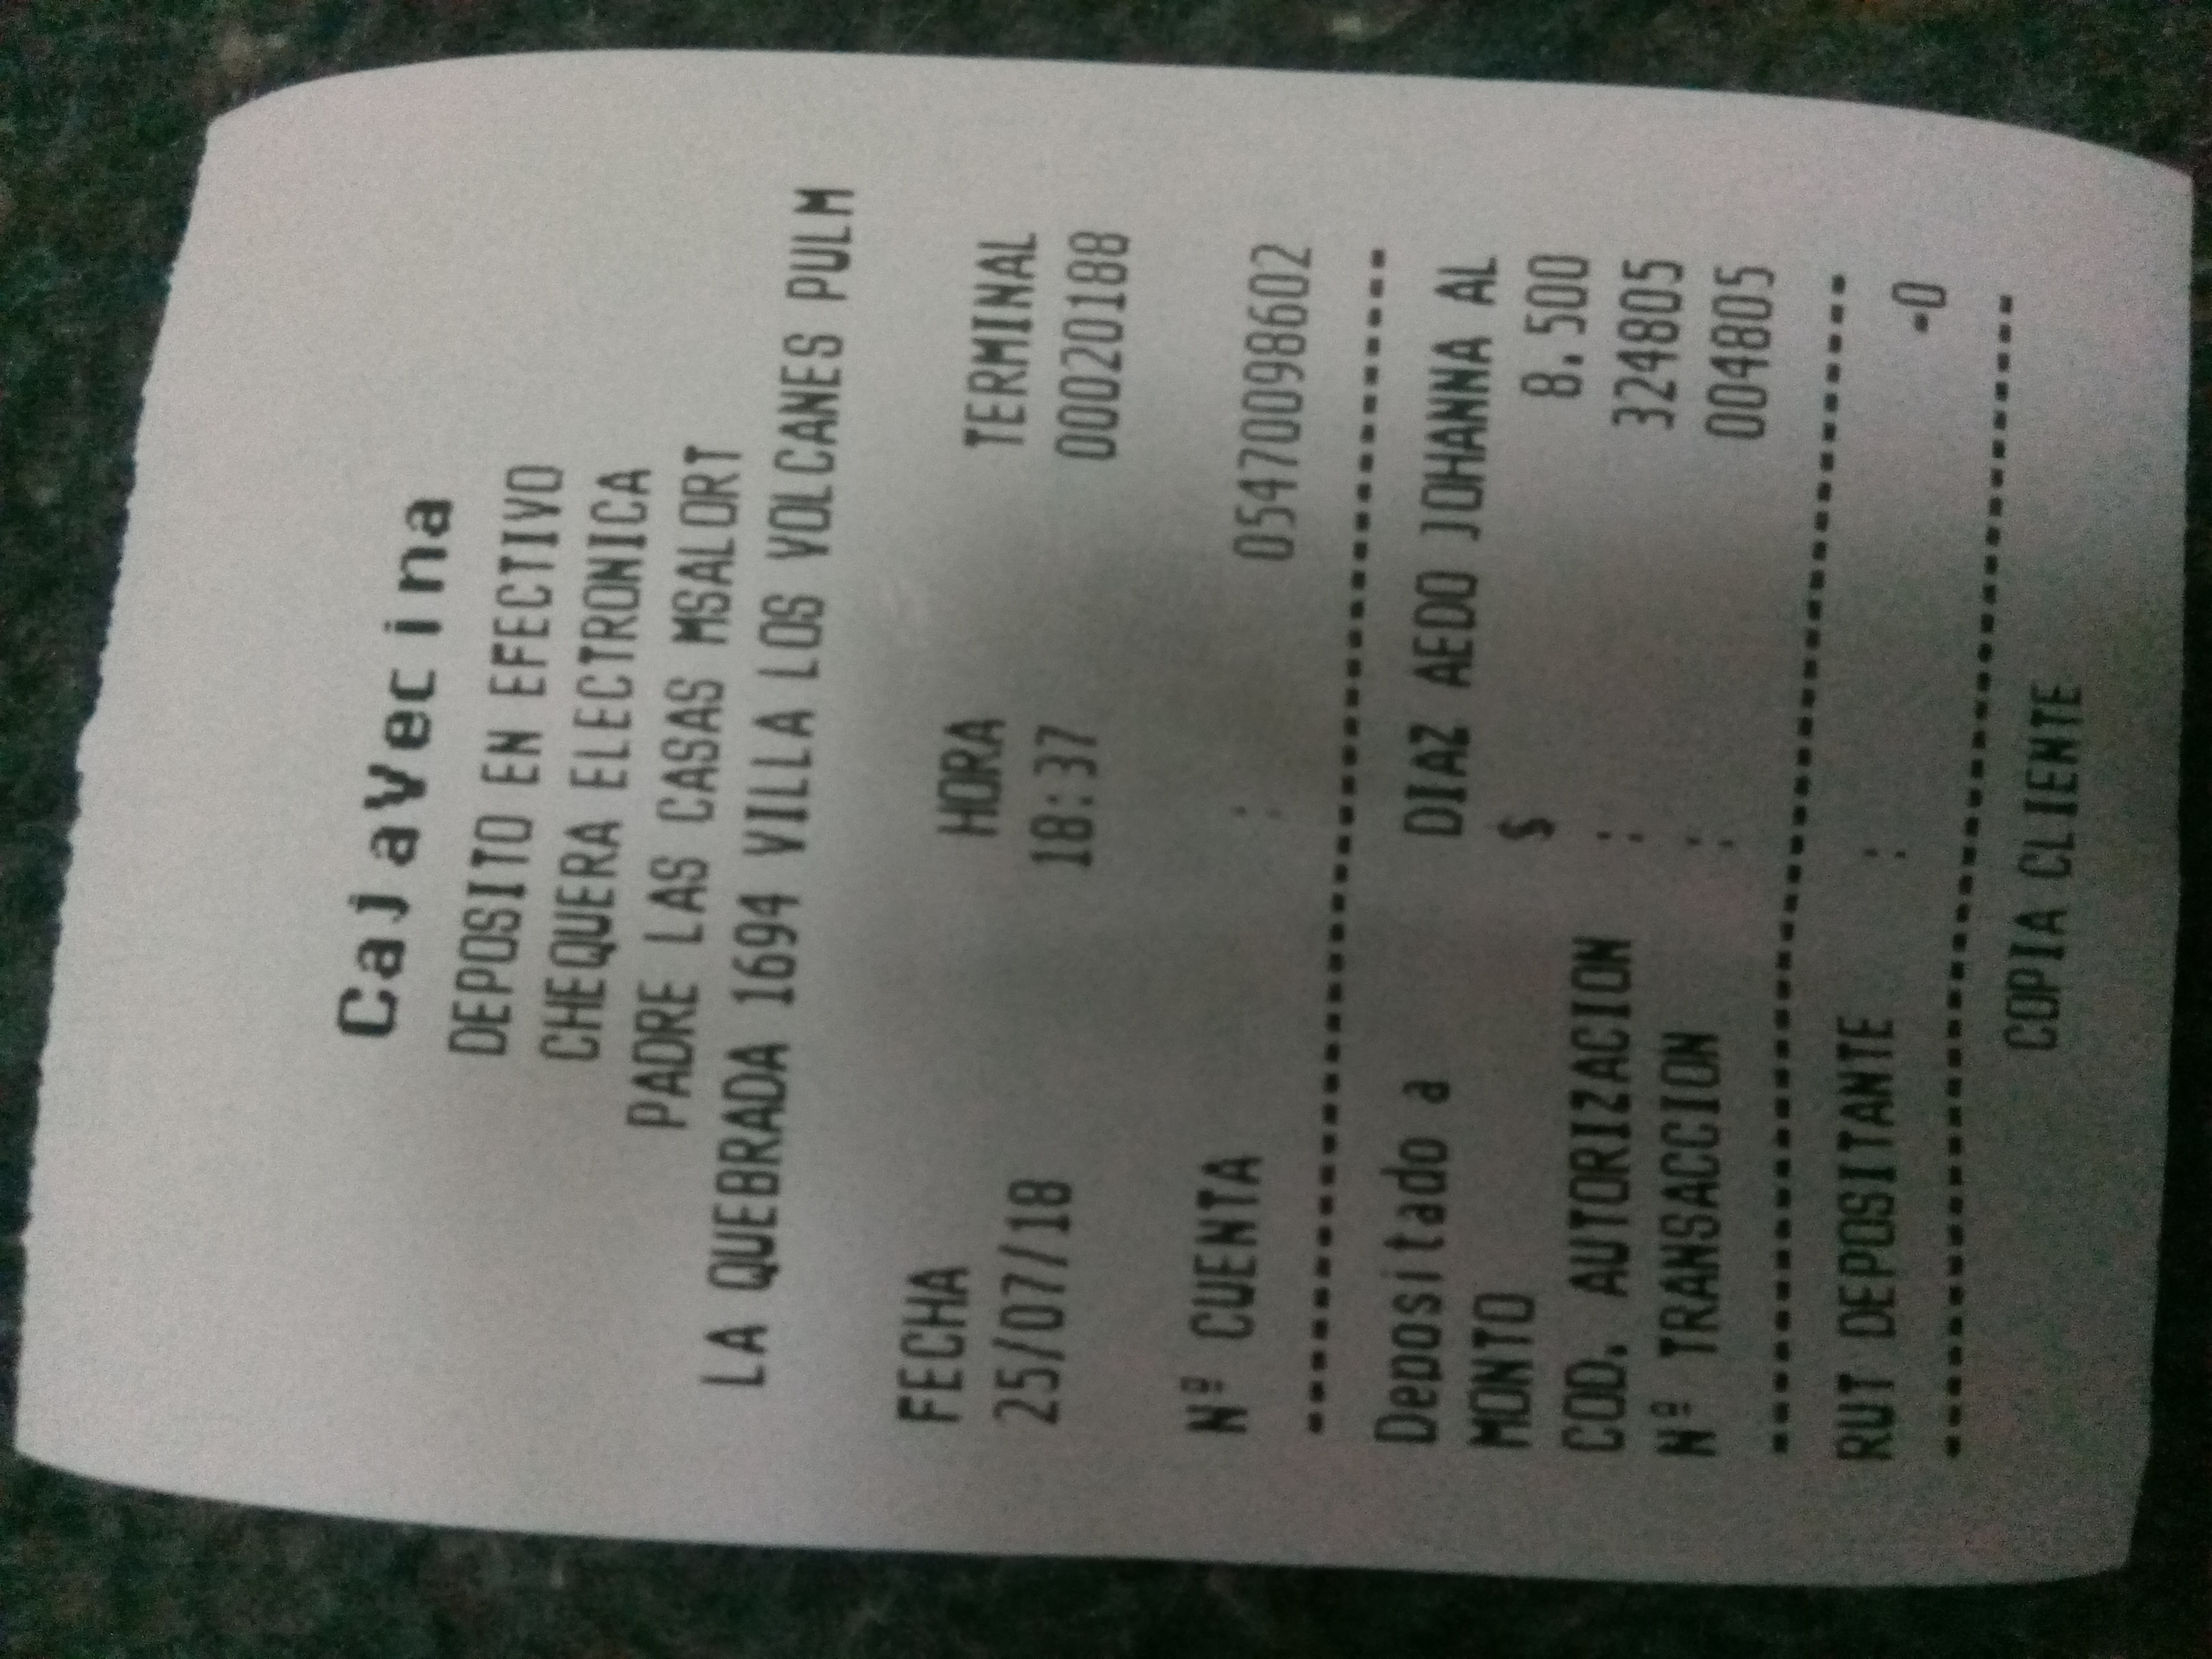 CajaVecina
DEPOSITO EN EFECTIVO
CHEQUERA ELECTRONICA
PADRE LAS CASAS MSALORT
LA QUEBRADA 1694 VILLA LOS VOLCANES PULM
FECHA HORA TERMINAL
25/07/18 18:37 00020188
Nº CUENTA : 05470098602
Depositado a DIAZ AEDO JOHANNA AL
MONTO $ 8.500
COD. AUTORIZACION : 324805
Nº TRANSACCION : 004805
RUT DEPOSITANTE : -0
COPIA CLIENTE